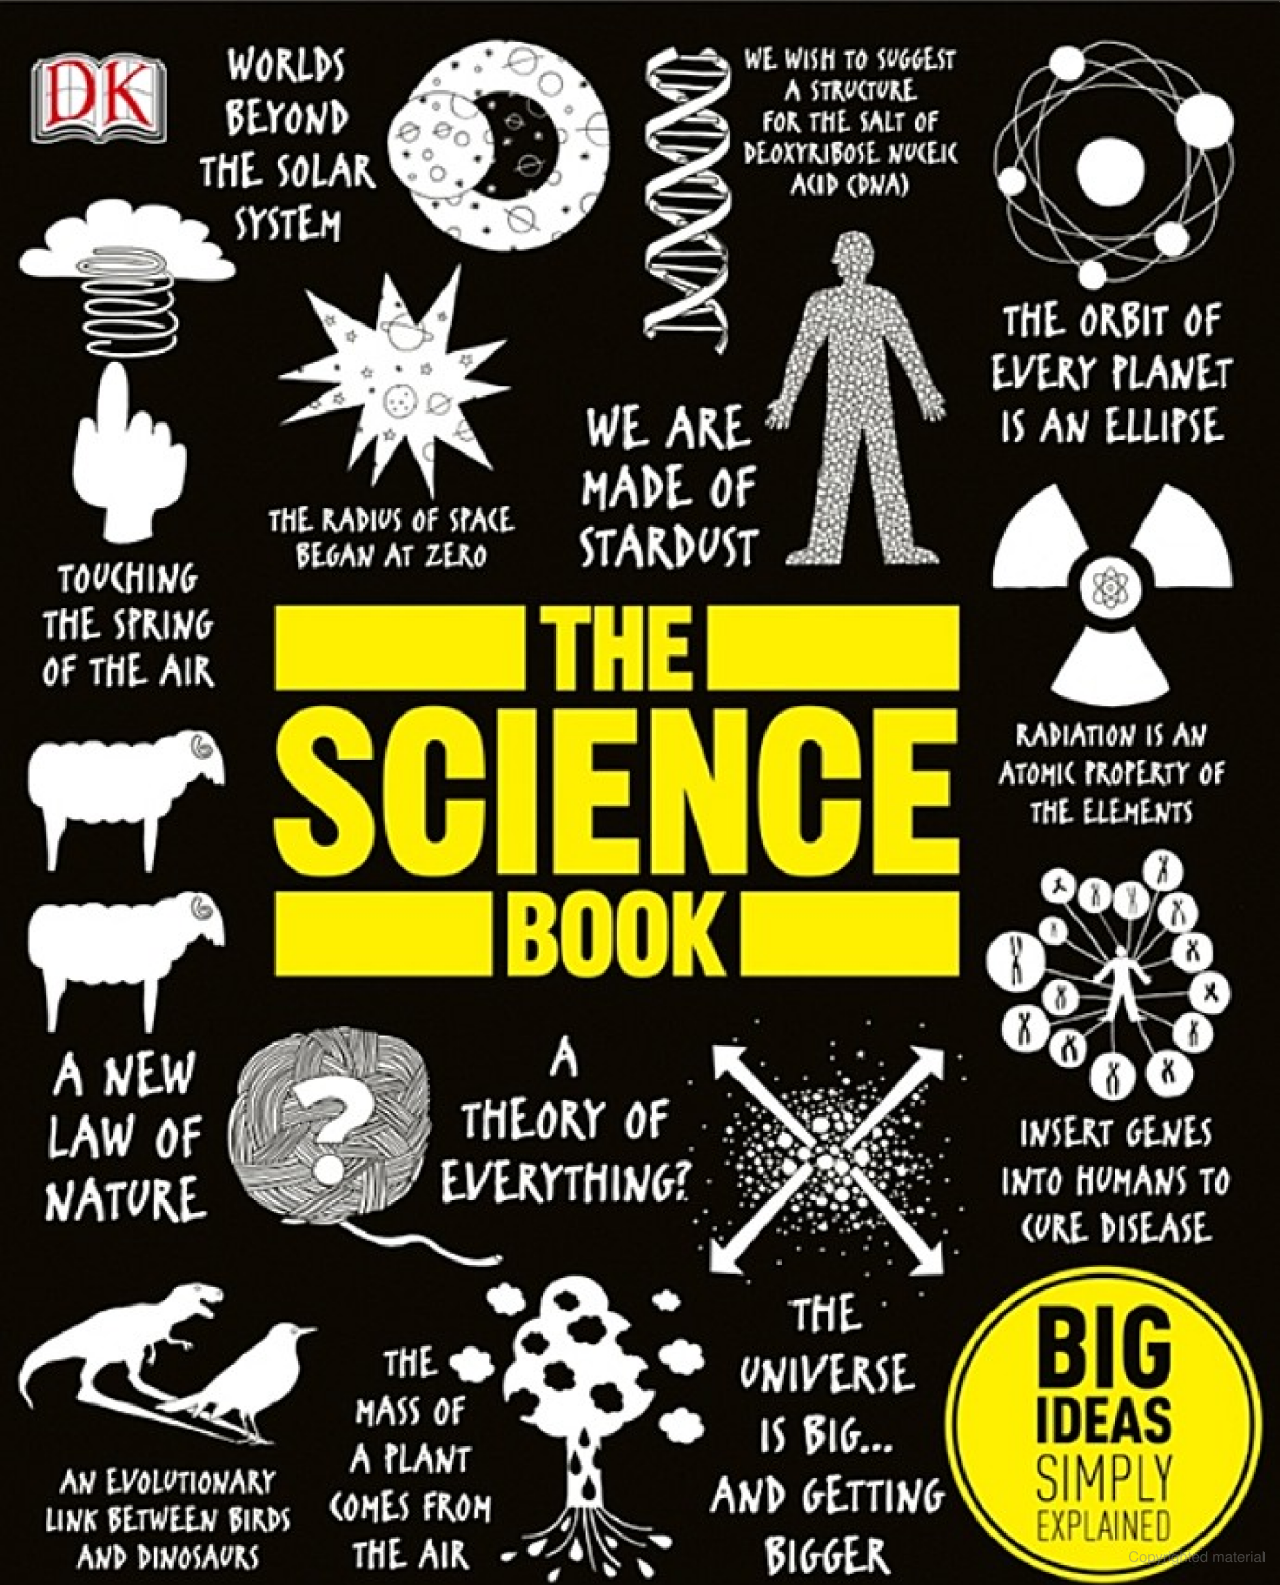 DK
WORLDS
BEYOND
THE SOLAR
SYSTEM
WE WISH TO SUGGEST
A STRUCTURE
FOR THE SALT OF
DEOXYRIBOSE NUCEIC
ACID (DNA)
THE ORBIT OF
EVERY PLANET
IS AN ELLIPSE
WE ARE
MADE OF
STARDUST
THE RADIUS OF SPACE
BEGAN AT ZERO
TOUCHING
THE SPRING
OF THE AIR
THE
SCIENCE
BOOK
RADIATION IS AN
ATOMIC PROPERTY OF
THE ELEMENTS
A NEW
LAW OF
NATURE
?
A
THEORY OF
EVERYTHING?
INSERT GENES
INTO HUMANS TO
CURE DISEASE
AN EVOLUTIONARY
LINK BETWEEN BIRDS
AND DINOSAURS
THE
MASS OF
A PLANT
COMES FROM
THE AIR
THE
UNIVERSE
IS BIG...
AND GETTING
BIGGER
BIG
IDEAS
SIMPLY
EXPLAINED
Copyrighted material